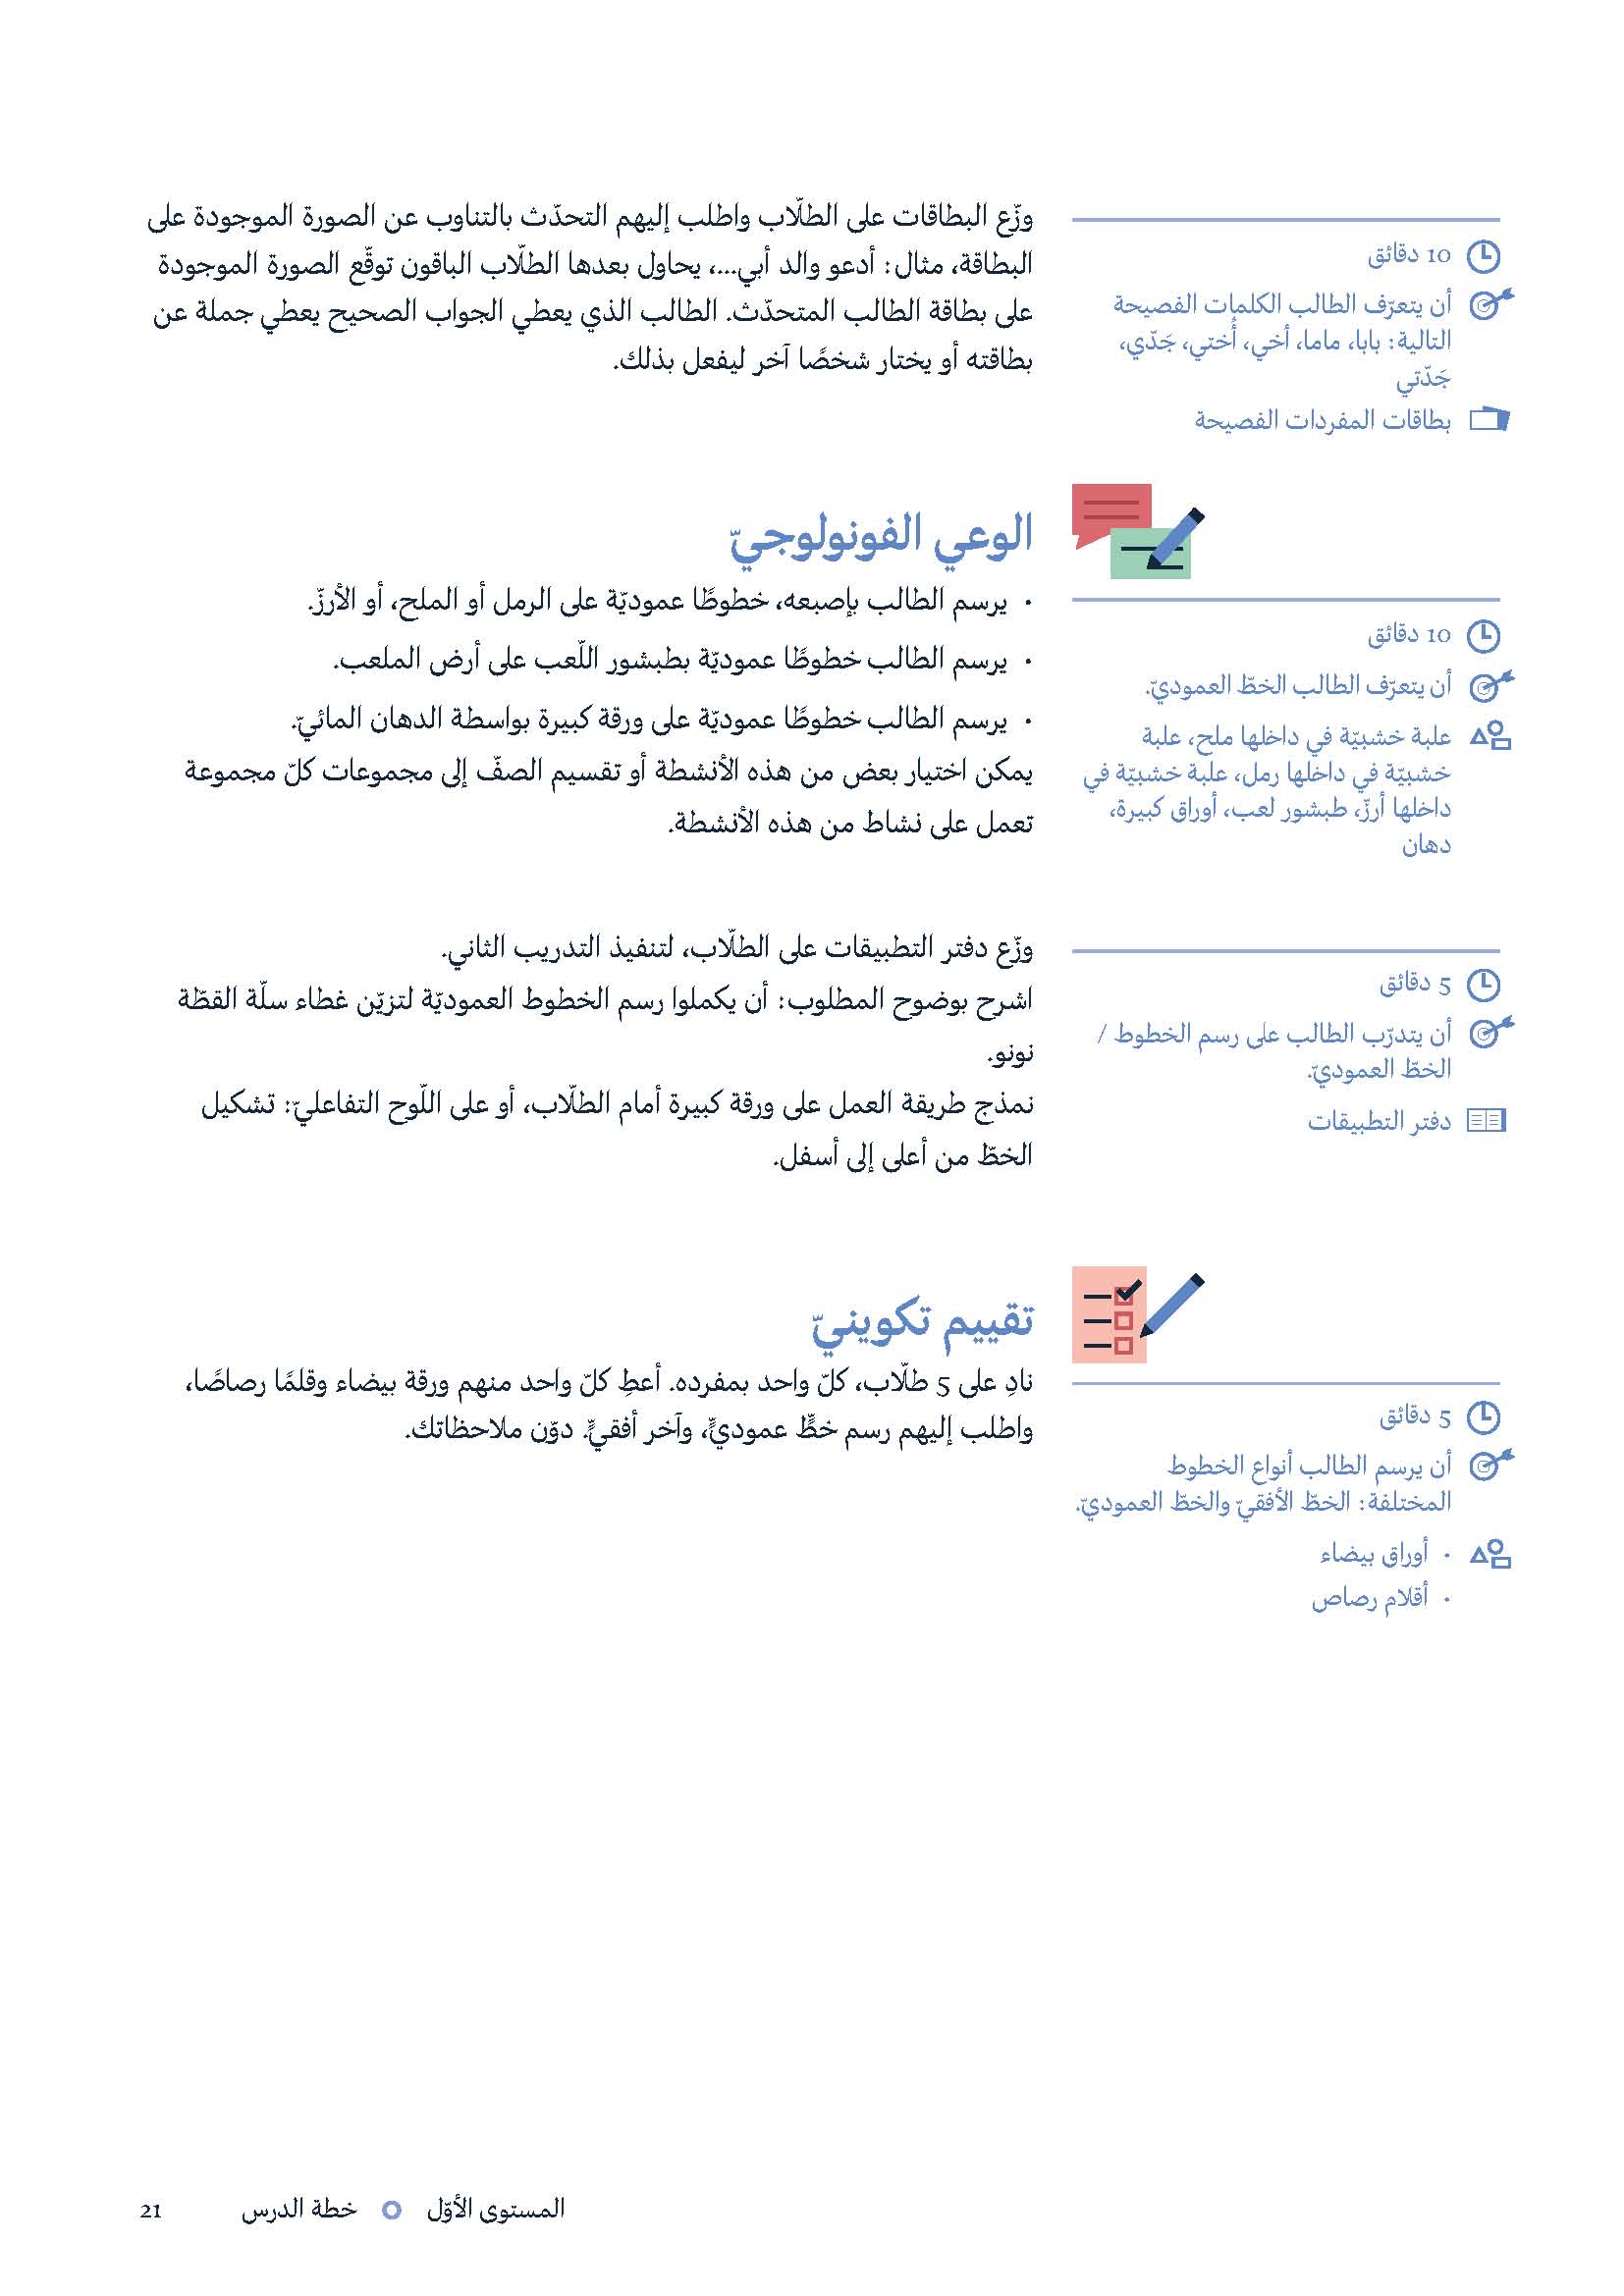 10 دقائق
أن يتعرّف الطالب الكلمات الفصيحة
التالية: بابا، ماما، أخي، أُختي، جَدّي،
جَدّتي
بطاقات المفردات الفصيحة
وزّع البطاقات على الطلّاب واطلب إليهم التحدّث بالتناوب عن الصورة الموجودة على
البطاقة، مثال: أدعو والد أبي...، يحاول بعدها الطلّاب الباقون توقّع الصورة الموجودة
على بطاقة الطالب المتحدّث. الطالب الذي يعطي الجواب الصحيح يعطي جملة عن
بطاقته أو يختار شخصًا آخر ليفعل بذلك.
الوعي الفونولوجيّ
10 دقائق
أن يتعرّف الطالب الخطّ العموديّ.
علبة خشبيّة في داخلها ملح، علبة
خشبيّة في داخلها رمل، علبة خشبيّة في
داخلها أرزّ، طبشور لعب، أوراق كبيرة،
دهان
• يرسم الطالب بإصبعه، خطوطًا عموديّة على الرمل أو الملح، أو الأرزّ.
• يرسم الطالب خطوطًا عموديّة بطبشور اللّعب على أرض الملعب.
• يرسم الطالب خطوطًا عموديّة على ورقة كبيرة بواسطة الدهان المائيّ.
يمكن اختيار بعض من هذه الأنشطة أو تقسيم الصفّ إلى مجموعات كلّ مجموعة
تعمل على نشاط من هذه الأنشطة.
5 دقائق
أن يتدرّب الطالب على رسم الخطوط /
الخطّ العموديّ.
دفتر التطبيقات
وزّع دفتر التطبيقات على الطلّاب، لتنفيذ التدريب الثاني.
اشرح بوضوح المطلوب: أن يكملوا رسم الخطوط العموديّة لتزيّن غطاء سلّة القطّة
نونو.
نمذج طريقة العمل على ورقة كبيرة أمام الطلّاب، أو على اللّوح التفاعليّ: تشكيل
الخطّ من أعلى إلى أسفل.
تقييم تكوينيّ
5 دقائق
أن يرسم الطالب أنواع الخطوط
المختلفة: الخطّ الأفقيّ والخطّ العموديّ.
• أوراق بيضاء
• أقلام رصاص
نادِ على 5 طلّاب، كلّ واحد بمفرده. أعطِ كلّ واحد منهم ورقة بيضاء وقلمًا رصاصًا،
واطلب إليهم رسم خطٍّ عموديٍّ، وآخر أفقيٍّ. دوّن ملاحظاتك.
المستوى الأوّل خطة الدرس 21